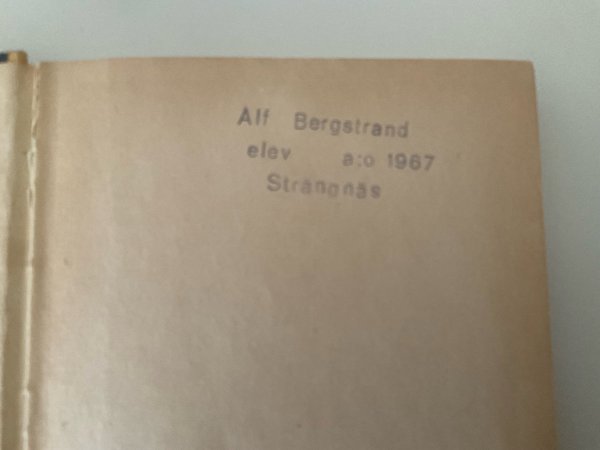 Alf Bergstrand
elev a:o 1967
Strängnäs